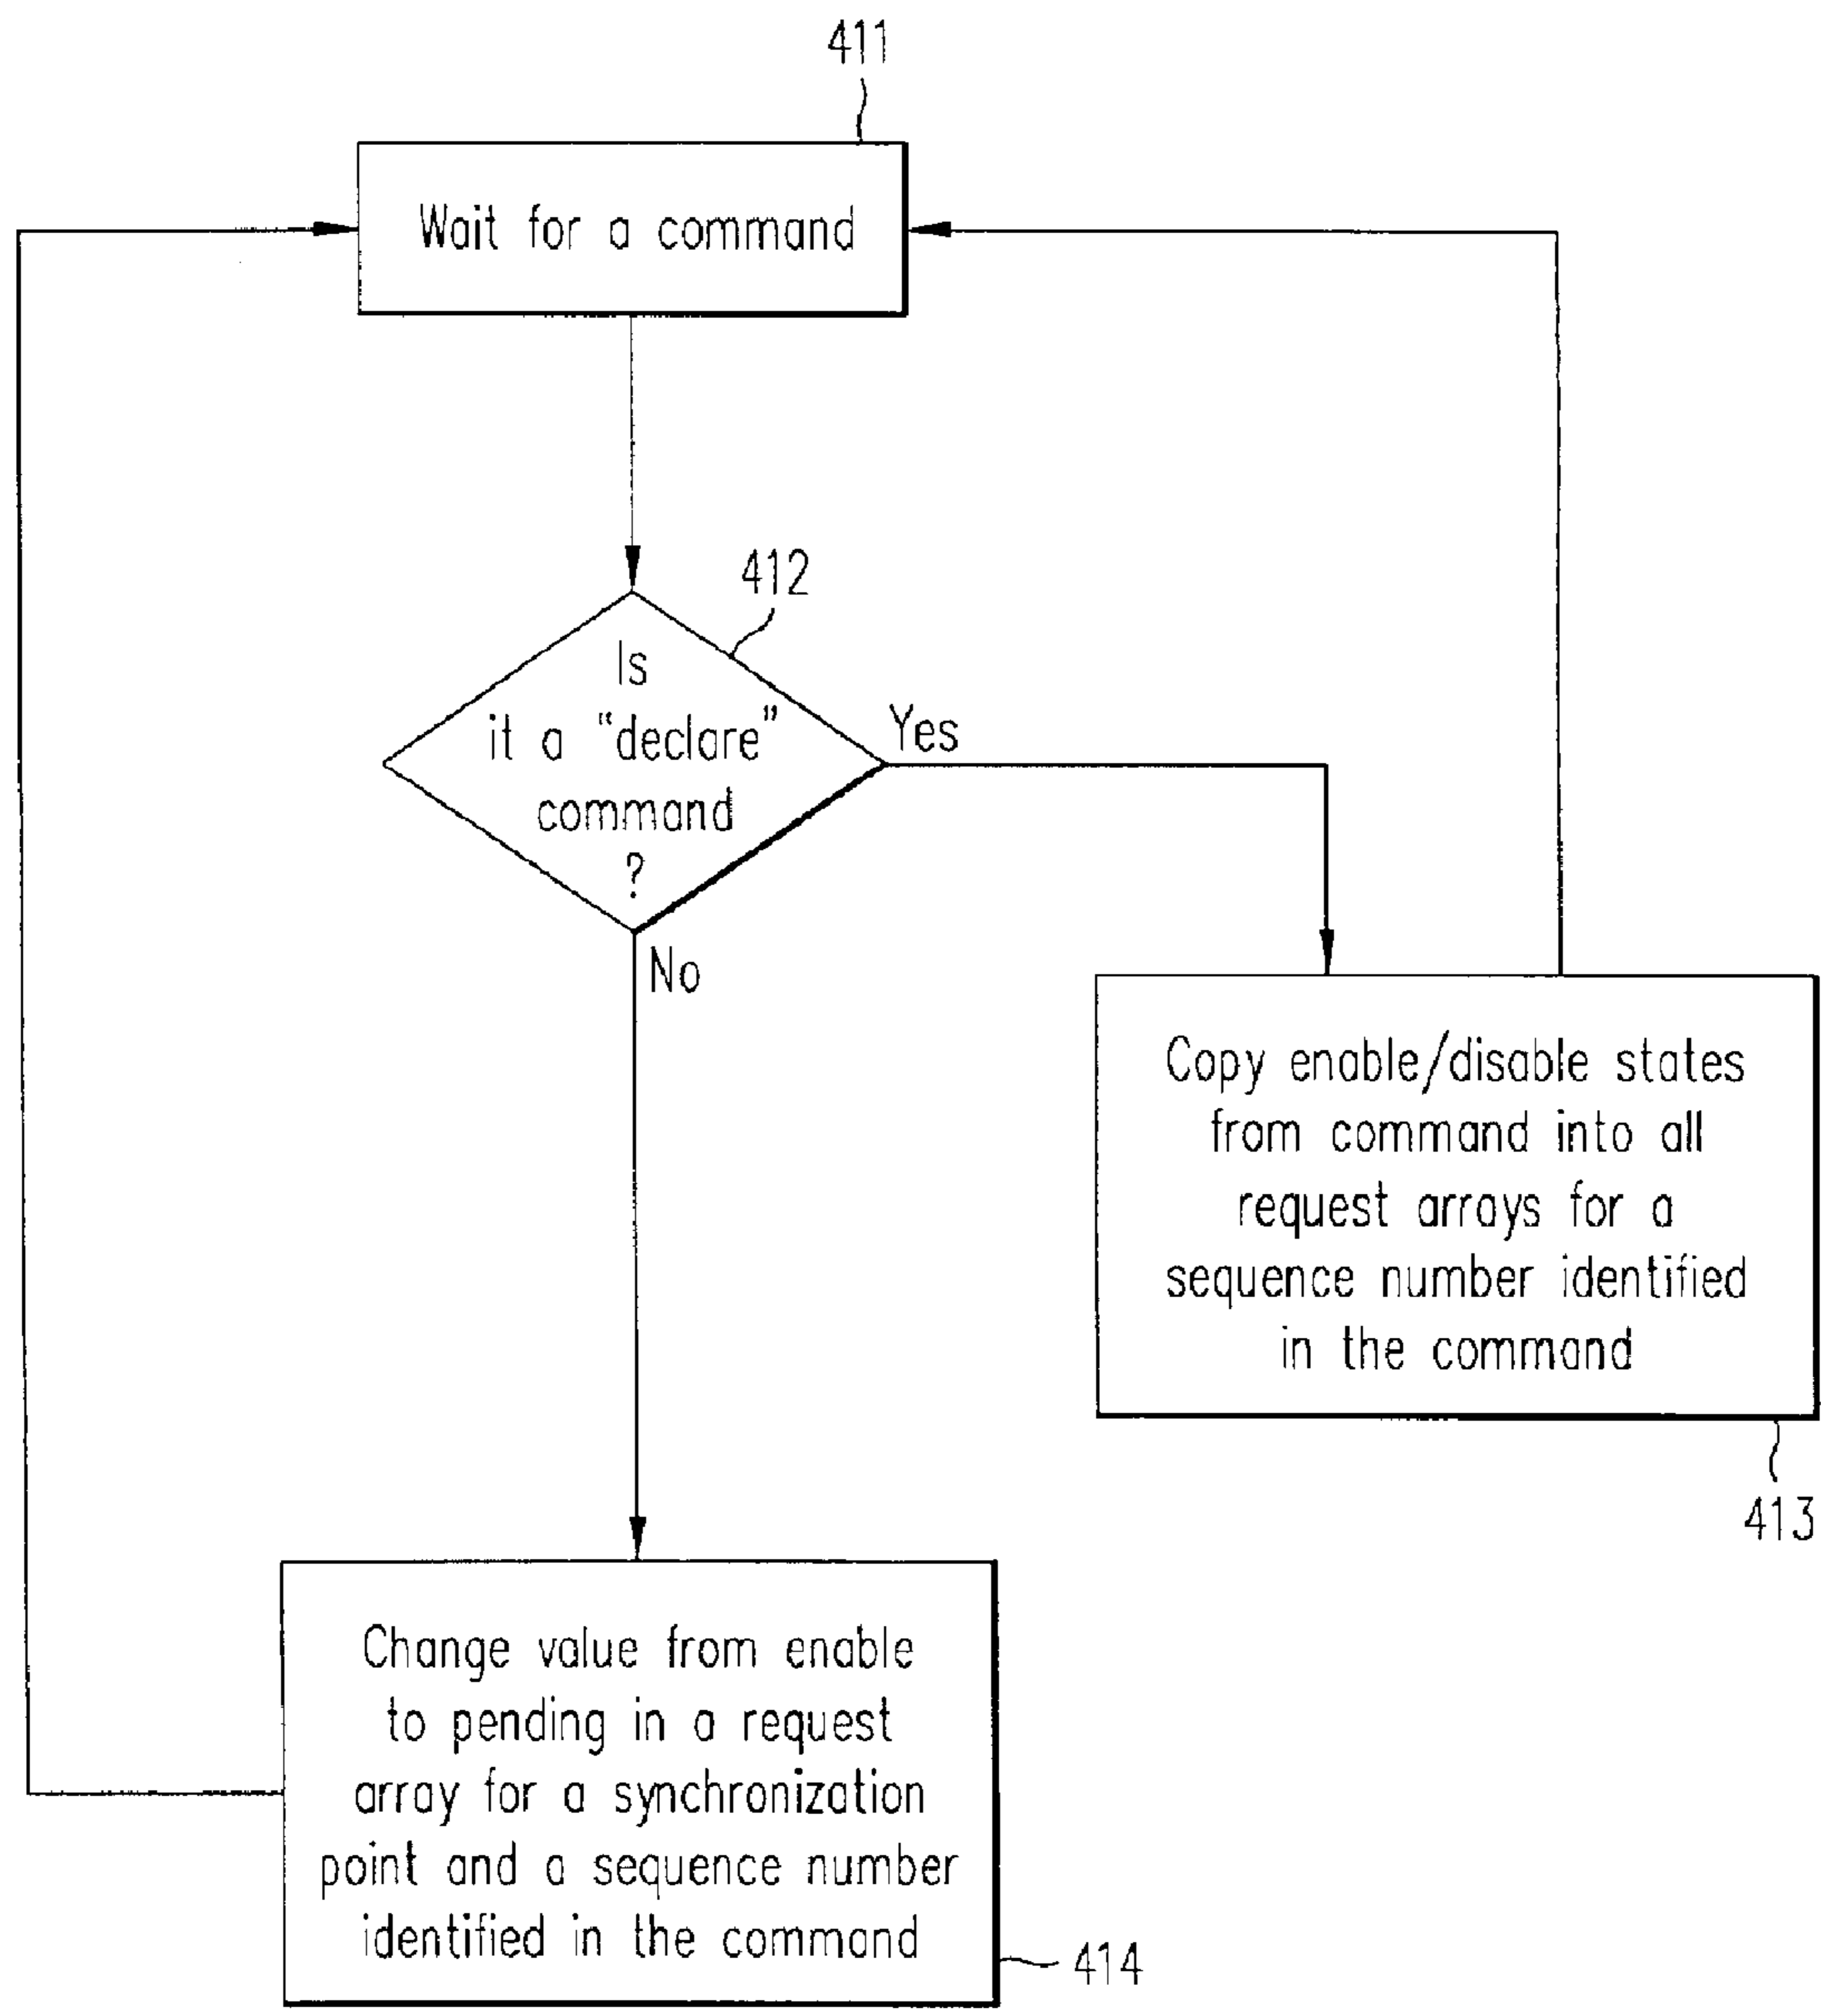 411
Wait for a command
412
Is
it a “declare”
command
?
Yes
No
Copy enable/disable states
from command into all
request arrays for a
sequence number identified
in the command
413
Change value from enable
to pending in a request
array for a synchronization
point and a sequence number
identified in the command
414